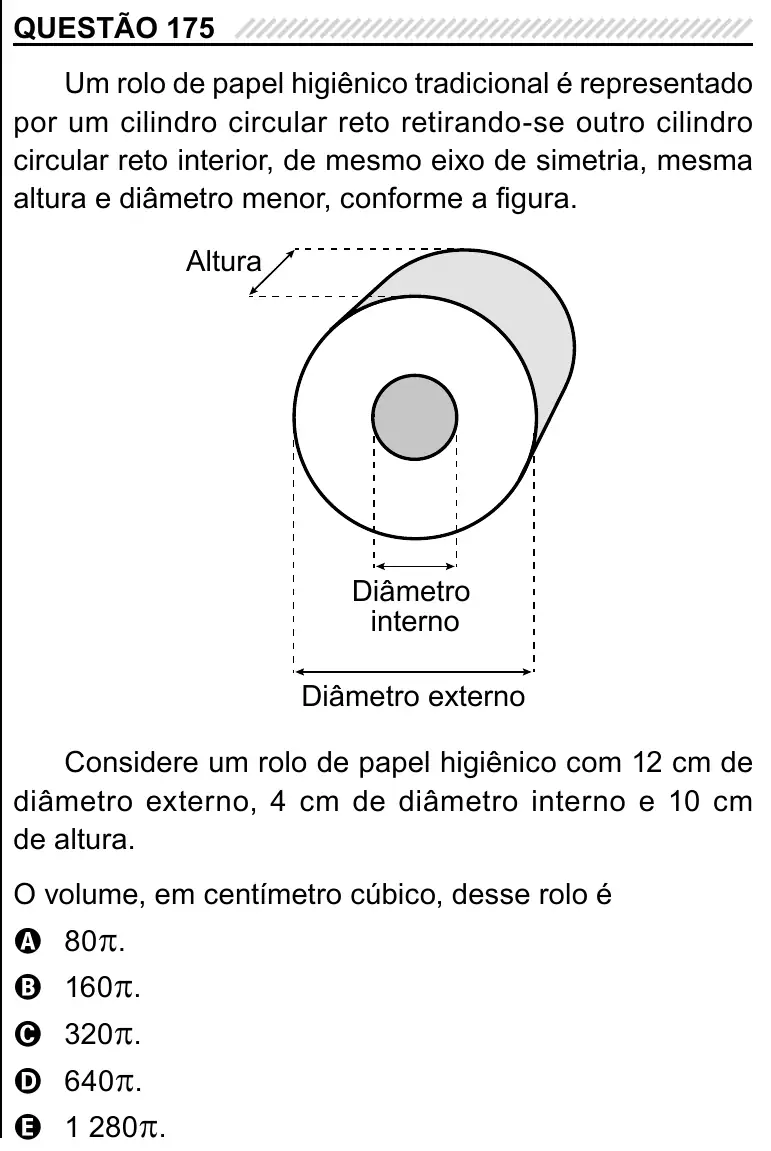 QUESTÃO 175
Um rolo de papel higiênico tradicional é representado
por um cilindro circular reto retirando-se outro cilindro
circular reto interior, de mesmo eixo de simetria, mesma
altura e diâmetro menor, conforme a figura.
Altura
Diâmetro
interno
Diâmetro externo
Considere um rolo de papel higiênico com 12 cm de
diâmetro externo, 4 cm de diâmetro interno e 10 cm
de altura.
O volume, em centímetro cúbico, desse rolo é
A 80π.
B 160π.
C 320π.
D 640π.
E 1 280π.